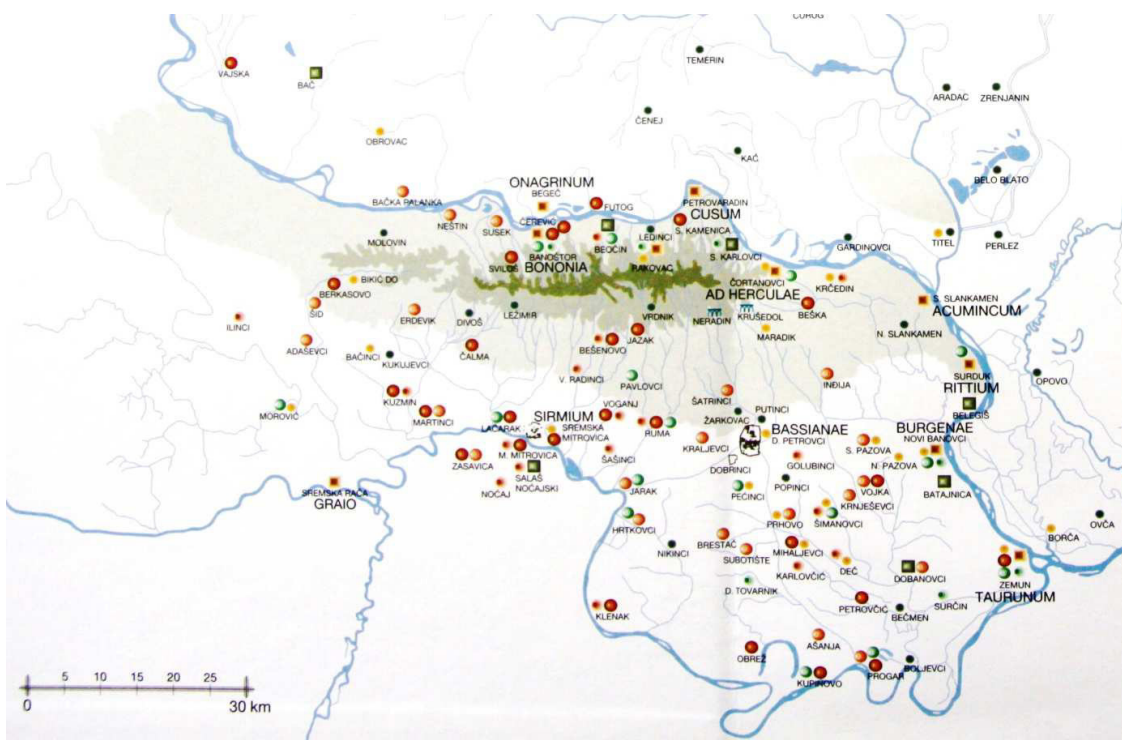 ČURUG
TEMERIN
VAJSKA
BAČ
ARADAC
ZRENJANIN
ČENEJ
OBROVAC
KAĆ
BELO BLATO
ONAGRINUM
BEGEČ
BAČKA PALANKA
FUTOG
PETROVARADIN
CUSUM
NEŠTIN
SUSEK
ČEREVIĆ
S. KAMENICA
MOLOVIN
LEDINCI
BEOČIN
GARDINOVCI
TITEL
PERLEZ
BANOŠTOR
S. KARLOVCI
SVILOŠ
BONONIA
RAKOVAC
BIKIĆ DO
ČORTANOVCI
KRČEDIN
BERKASOVO
AD HERCULAE
ŠID
ERDEVIK
DIVOŠ
LEŽIMIR
VRDNIK
NERADIN
KRUŠEDOL
BEŠKA
S. SLANKAMEN
ACUMINCUM
ILINCI
MARADIK
N. SLANKAMEN
ADAŠEVCI
BAČINCI
KUKUJEVCI
ČALMA
BEŠENOVO
JAZAK
SURDUK
RITTIUM
OPOVO
V. RADINCI
PAVLOVCI
INĐIJA
KUZMIN
ŠATRINCI
MOROVIĆ
MARTINCI
LAĆARAK
SIRMIUM
VOGANJ
ŽARKOVAC
PUTINCI
BELEGIŠ
SREMSKA
MITROVICA
RUMA
BASSIANAE
BURGENAE
KRALJEVCI
D. PETROVCI
NOVI BANOVCI
ZASAVICA
M. MITROVICA
ŠAŠINCI
S. PAZOVA
DOBRINCI
GOLUBINCI
N. PAZOVA
SALAŠ
NOĆAJSKI
NOĆAJ
JARAK
POPINCI
VOJKA
BATAJNICA
SREMSKA RAČA
GRAIO
PEĆINCI
KRNJEŠEVCI
HRTKOVCI
PRHOVO
ŠIMANOVCI
OVČA
BORČA
NIKINCI
BRESTAČ
SUBOTIŠTE
MIHALJEVCI
KARLOVČIĆ
DEČ
DOBANOVCI
ZEMUN
TAURUNUM
D. TOVARNIK
KLENAK
PETROVČIĆ
BEČMEN
SURČIN
AŠANJA
OBREŽ
KUPINOVO
PROGAR
BOLJEVCI
5 10 15 20 25
0 30 km